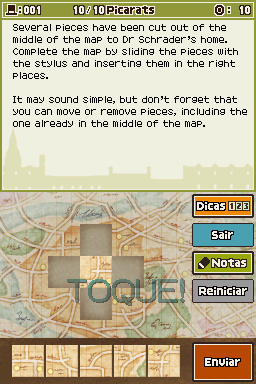 :001 10/10 Picarats : 10
Several pieces have been cut out of the
middle of the map to Dr Schrader's home.
Complete the map by sliding the pieces with
the stylus and inserting them in the right
places.
It may sound simple, but don't forget that
you can move or remove pieces, including the
one already in the middle of the map.
Dicas 1 2 3
Sair
Notas
TOQUE!
Reiniciar
Enviar